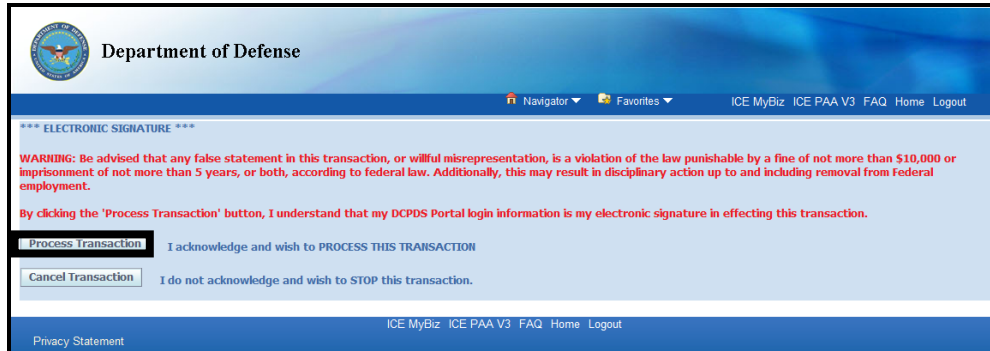 Department of Defense
Navigator Favorites ICE MyBiz ICE PAA V3 FAQ Home Logout
*** ELECTRONIC SIGNATURE ***
WARNING: Be advised that any false statement in this transaction, or willful misrepresentation, is a violation of the law punishable by a fine of not more than $10,000 or
imprisonment of not more than 5 years, or both, according to federal law. Additionally, this may result in disciplinary action up to and including removal from Federal
employment.
By clicking the 'Process Transaction' button, I understand that my DCPDS Portal login information is my electronic signature in effecting this transaction.
Process Transaction I acknowledge and wish to PROCESS THIS TRANSACTION
Cancel Transaction I do not acknowledge and wish to STOP this transaction.
ICE MyBiz ICE PAA V3 FAQ Home Logout
Privacy Statement